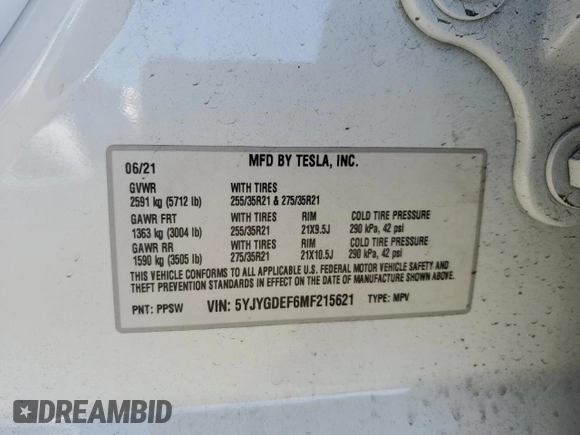 06/21 MFD BY TESLA, INC.
GVWR WITH TIRES
2591 kg (5712 lb) 255/35R21 & 275/35R21
GAWR FRT WITH TIRES RIM COLD TIRE PRESSURE
1363 kg (3004 lb) 255/35R21 21X9.5J 290 kPa, 42 psi
GAWR RR WITH TIRES RIM COLD TIRE PRESSURE
1590 kg (3505 lb) 275/35R21 21X10.5J 290 kPa, 42 psi
THIS VEHICLE CONFORMS TO ALL APPLICABLE U.S. FEDERAL MOTOR VEHICLE SAFETY AND
THEFT PREVENTION STANDARDS IN EFFECT ON THE DATE OF MANUFACTURE SHOWN ABOVE.
PNT: PPSW VIN: 5YJYGDEF6MF215621 TYPE: MPV
DREAMBID